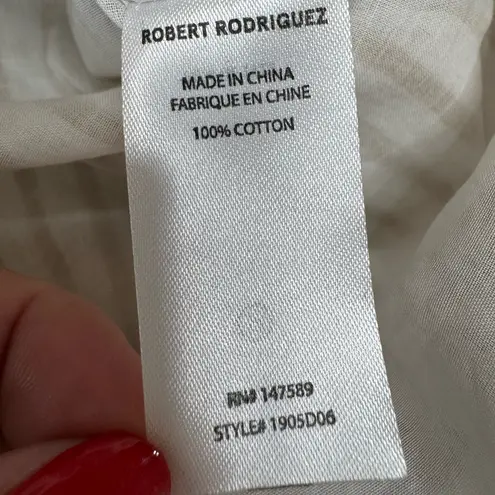 ROBERT RODRIGUEZ
MADE IN CHINA
FABRIQUE EN CHINE
100% COTTON
RN# 147589
STYLE# 1905D06